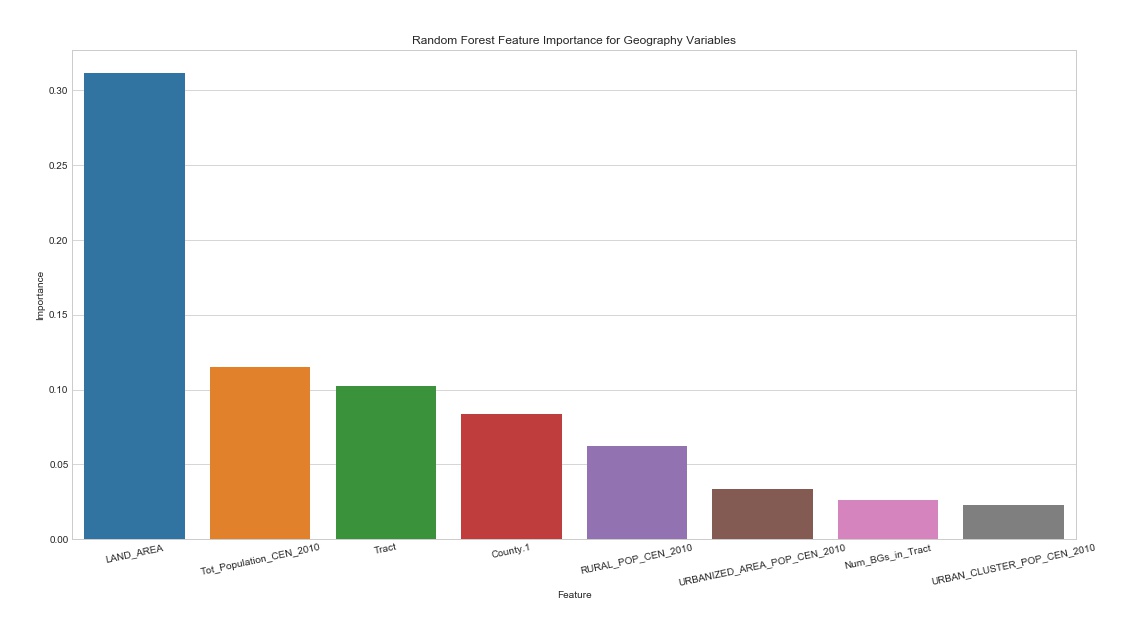 Random Forest Feature Importance for Geography Variables
0.30
0.25
0.20
0.15
0.10
0.05
0.00
Importance
LAND_AREA
Tot_Population_CEN_2010
Tract
County.1
RURAL_POP_CEN_2010
URBANIZED_AREA_POP_CEN_2010
Num_BGs_in_Tract
URBAN_CLUSTER_POP_CEN_2010
Feature